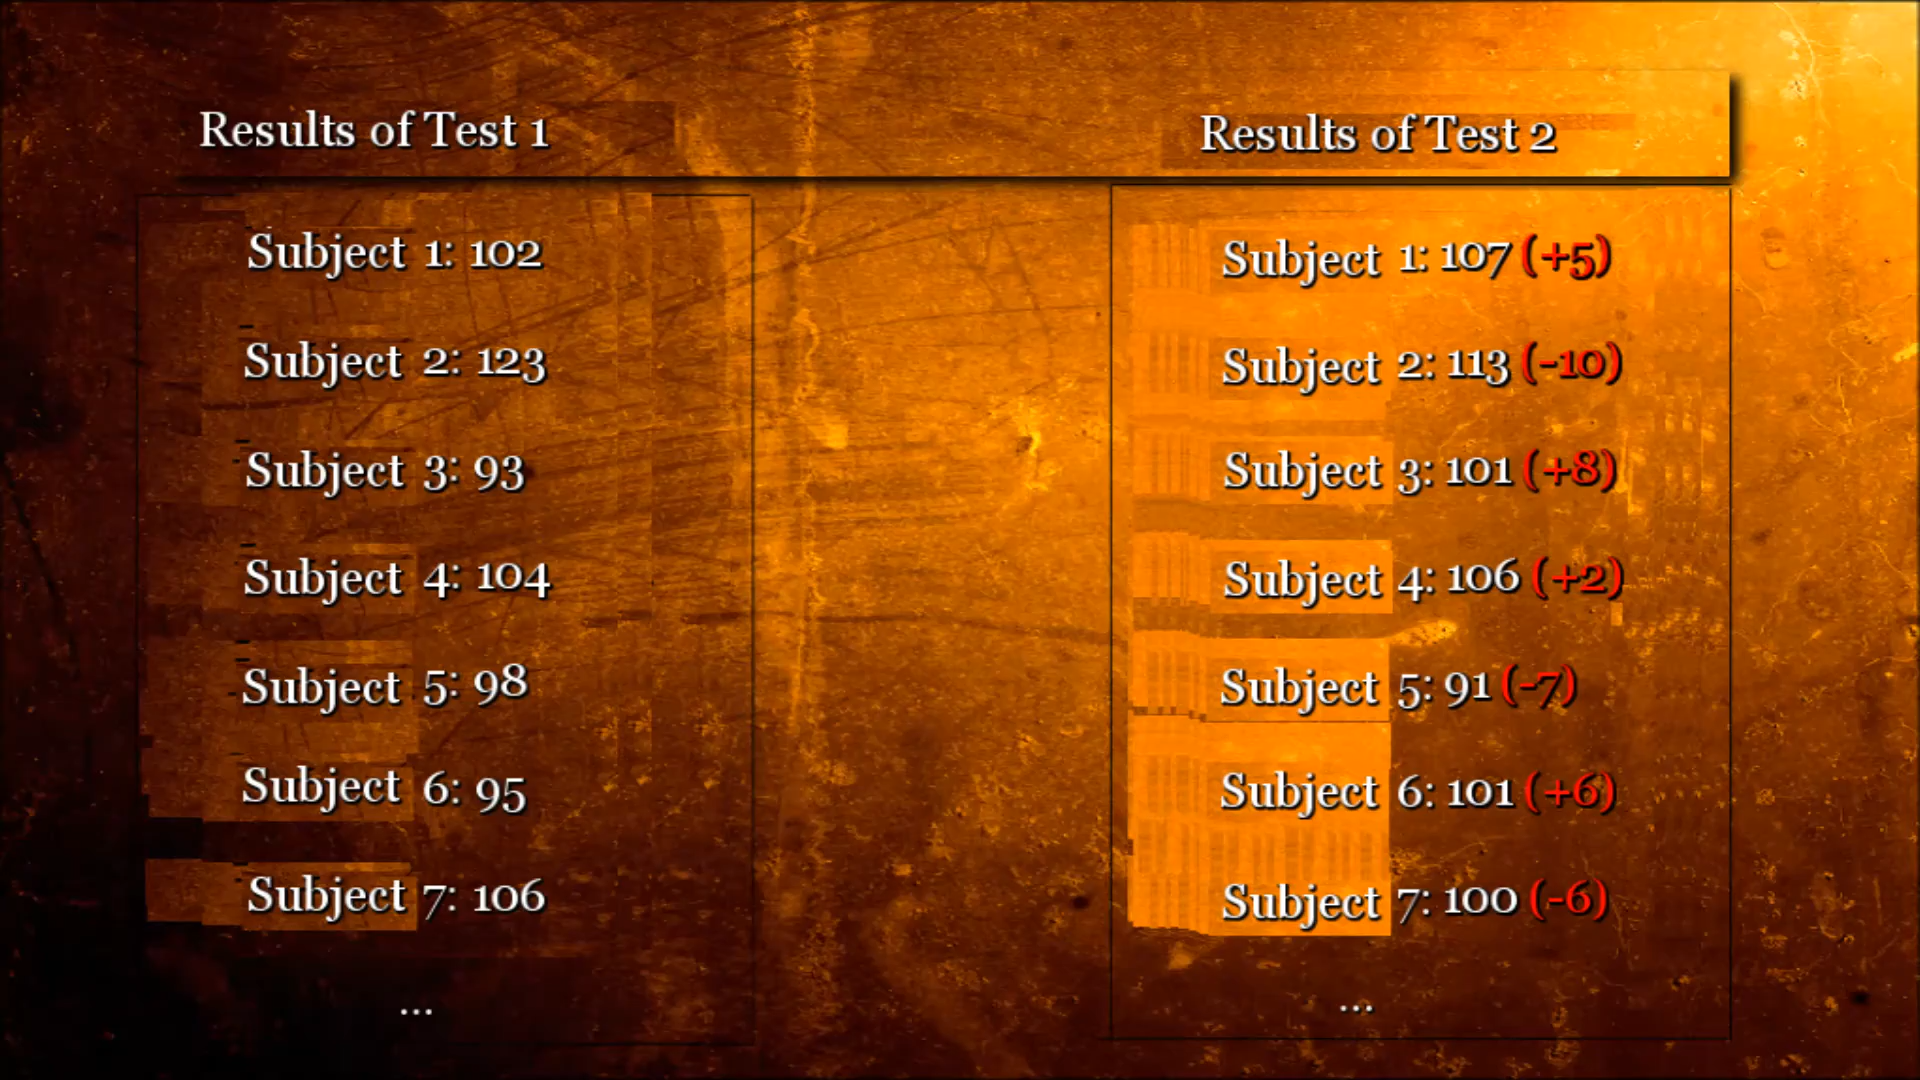 Results of Test 1
Subject 1: 102
Subject 2: 123
Subject 3: 93
Subject 4: 104
Subject 5: 98
Subject 6: 95
Subject 7: 106
...
Results of Test 2
Subject 1: 107 (+5)
Subject 2: 113 (-10)
Subject 3: 101 (+8)
Subject 4: 106 (+2)
Subject 5: 91 (-7)
Subject 6: 101 (+6)
Subject 7: 100 (-6)
...